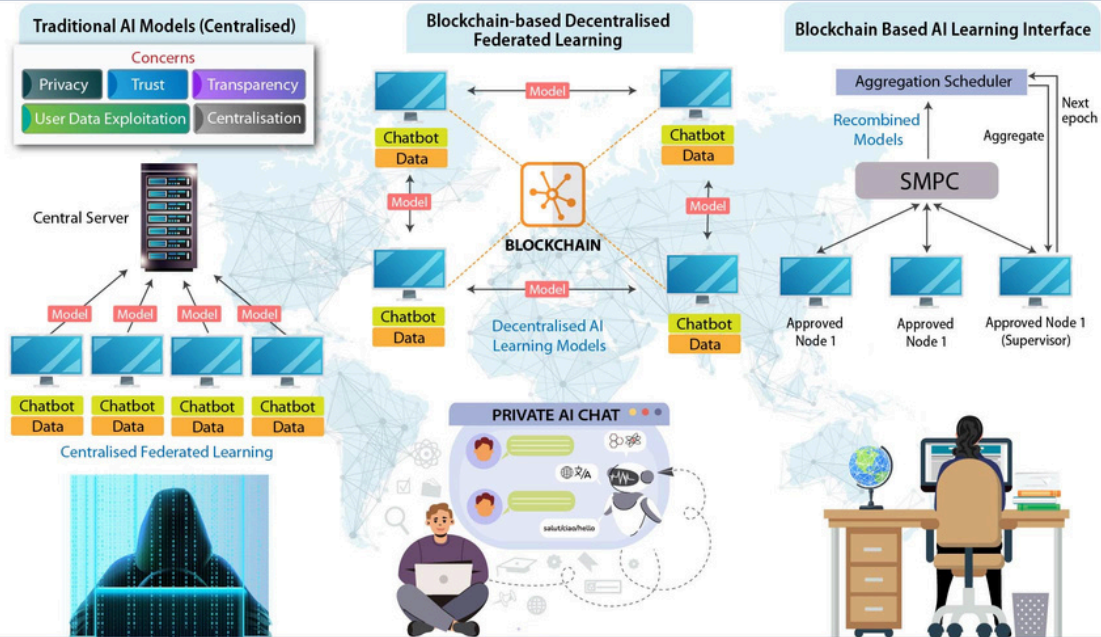 Traditional AI Models (Centralised)
Concerns
Privacy
Trust
Transparency
User Data Exploitation
Centralisation
Central Server
Model
Model
Model
Model
Chatbot
Data
Chatbot
Data
Chatbot
Data
Chatbot
Data
Centralised Federated Learning
Blockchain-based Decentralised
Federated Learning
Model
Chatbot
Data
Chatbot
Data
Model
Model
BLOCKCHAIN
Model
Chatbot
Data
Chatbot
Data
Decentralised AI
Learning Models
PRIVATE AI CHAT
文/A
salut/ciao/hello
Blockchain Based AI Learning Interface
Aggregation Scheduler
Recombined
Models
Aggregate
Next
epoch
SMPC
Approved
Node 1
Approved
Node 1
Approved Node 1
(Supervisor)